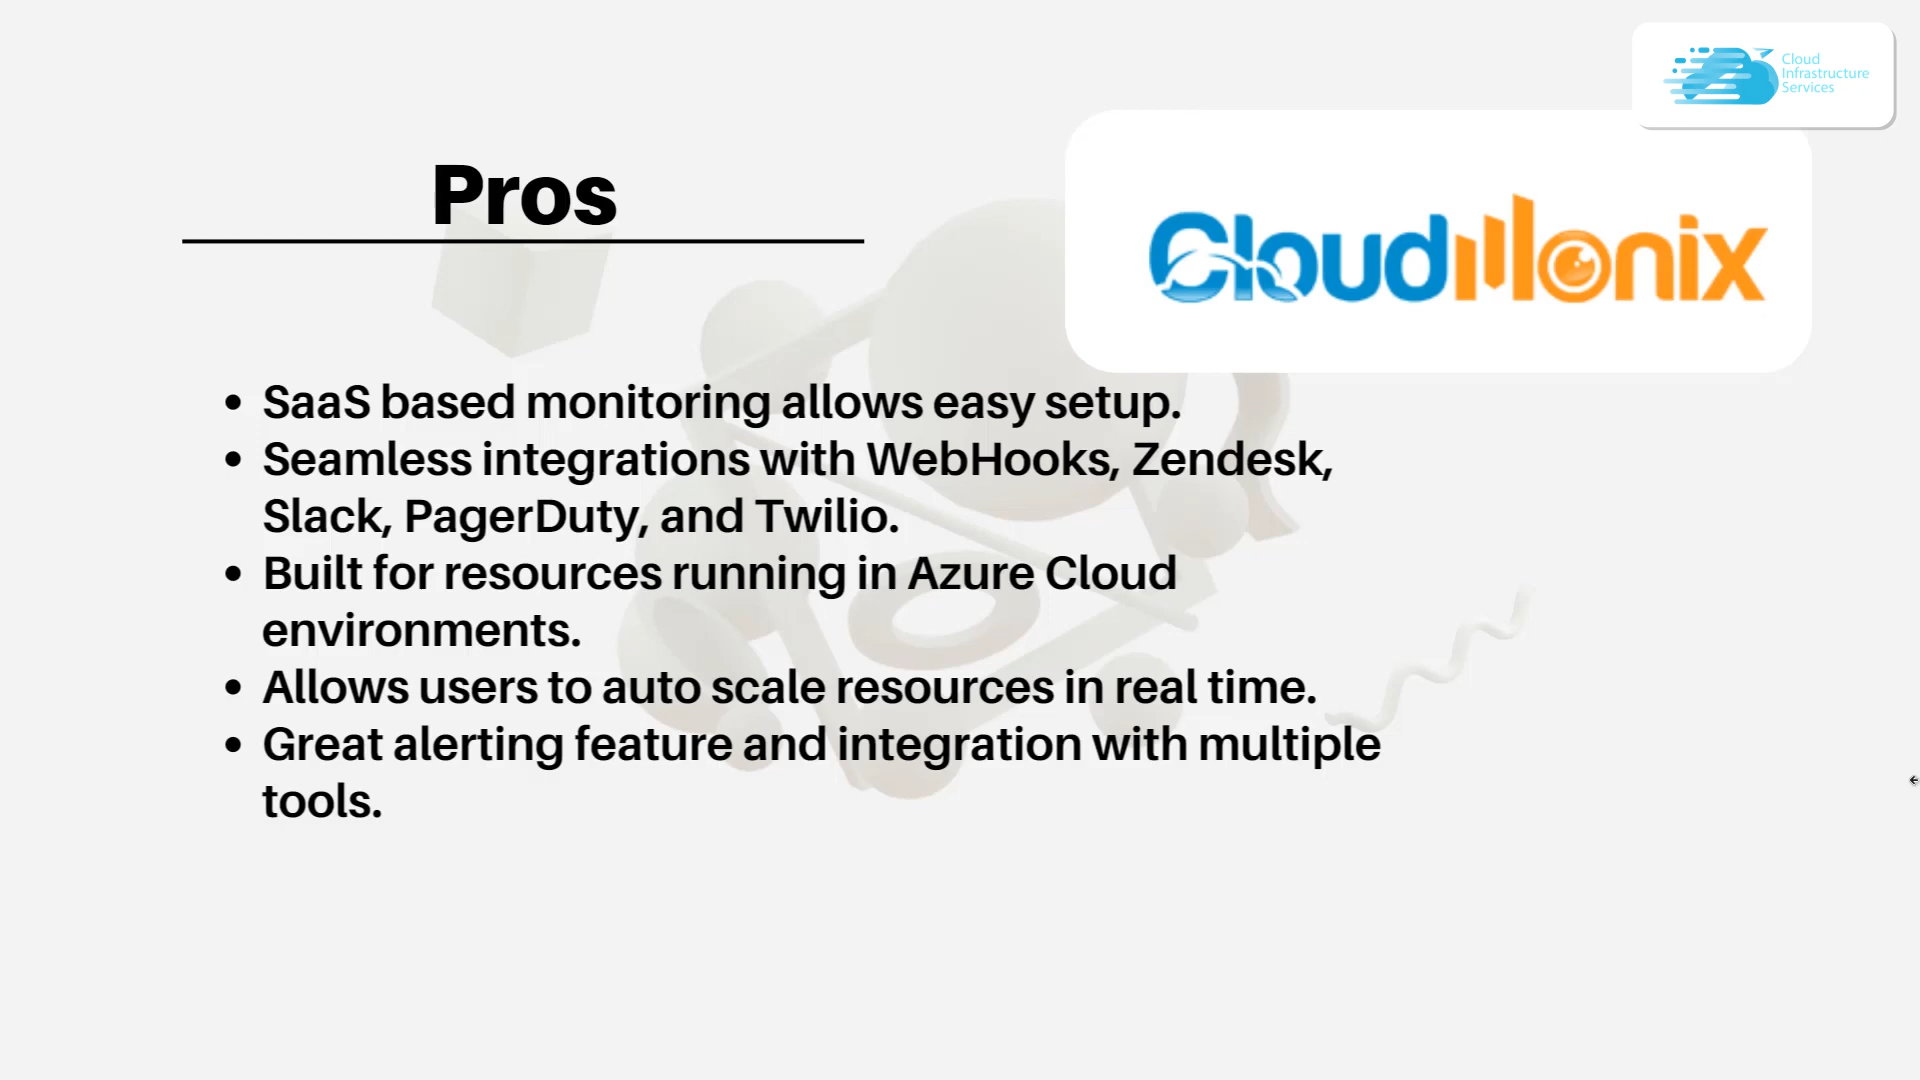 Cloud
Infrastructure
Services
Pros
CloudMonix
• SaaS based monitoring allows easy setup.
• Seamless integrations with WebHooks, Zendesk,
Slack, PagerDuty, and Twilio.
• Built for resources running in Azure Cloud
environments.
• Allows users to auto scale resources in real time.
• Great alerting feature and integration with multiple
tools.